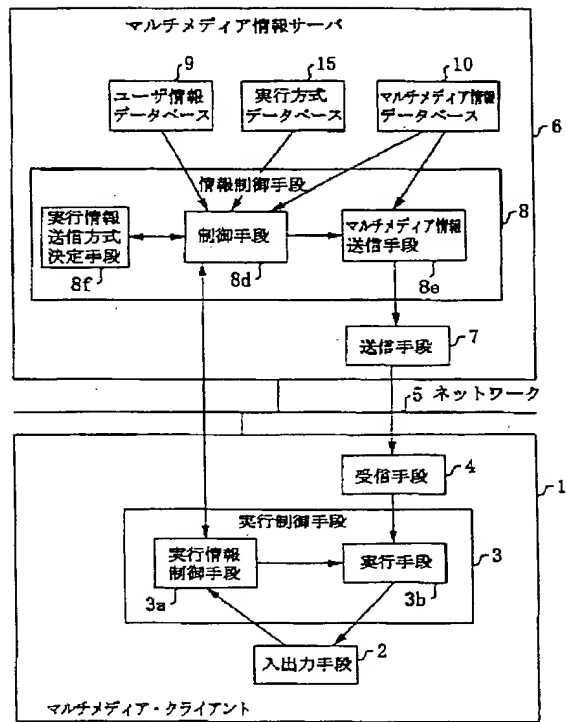 マルチメディア情報サーバ
9
15
10
ユーザ情報
データベース
実行方式
データベース
マルチメディア情報
データベース
6
情報制御手段
8
実行情報
送信方式
決定手段
8f
制御手段
8d
マルチメディア情報
送信手段
8e
送信手段
7
5 ネットワーク
受信手段
4
1
実行制御手段
実行情報
制御手段
3a
実行手段
3b
3
入出力手段
2
マルチメディア・クライアント